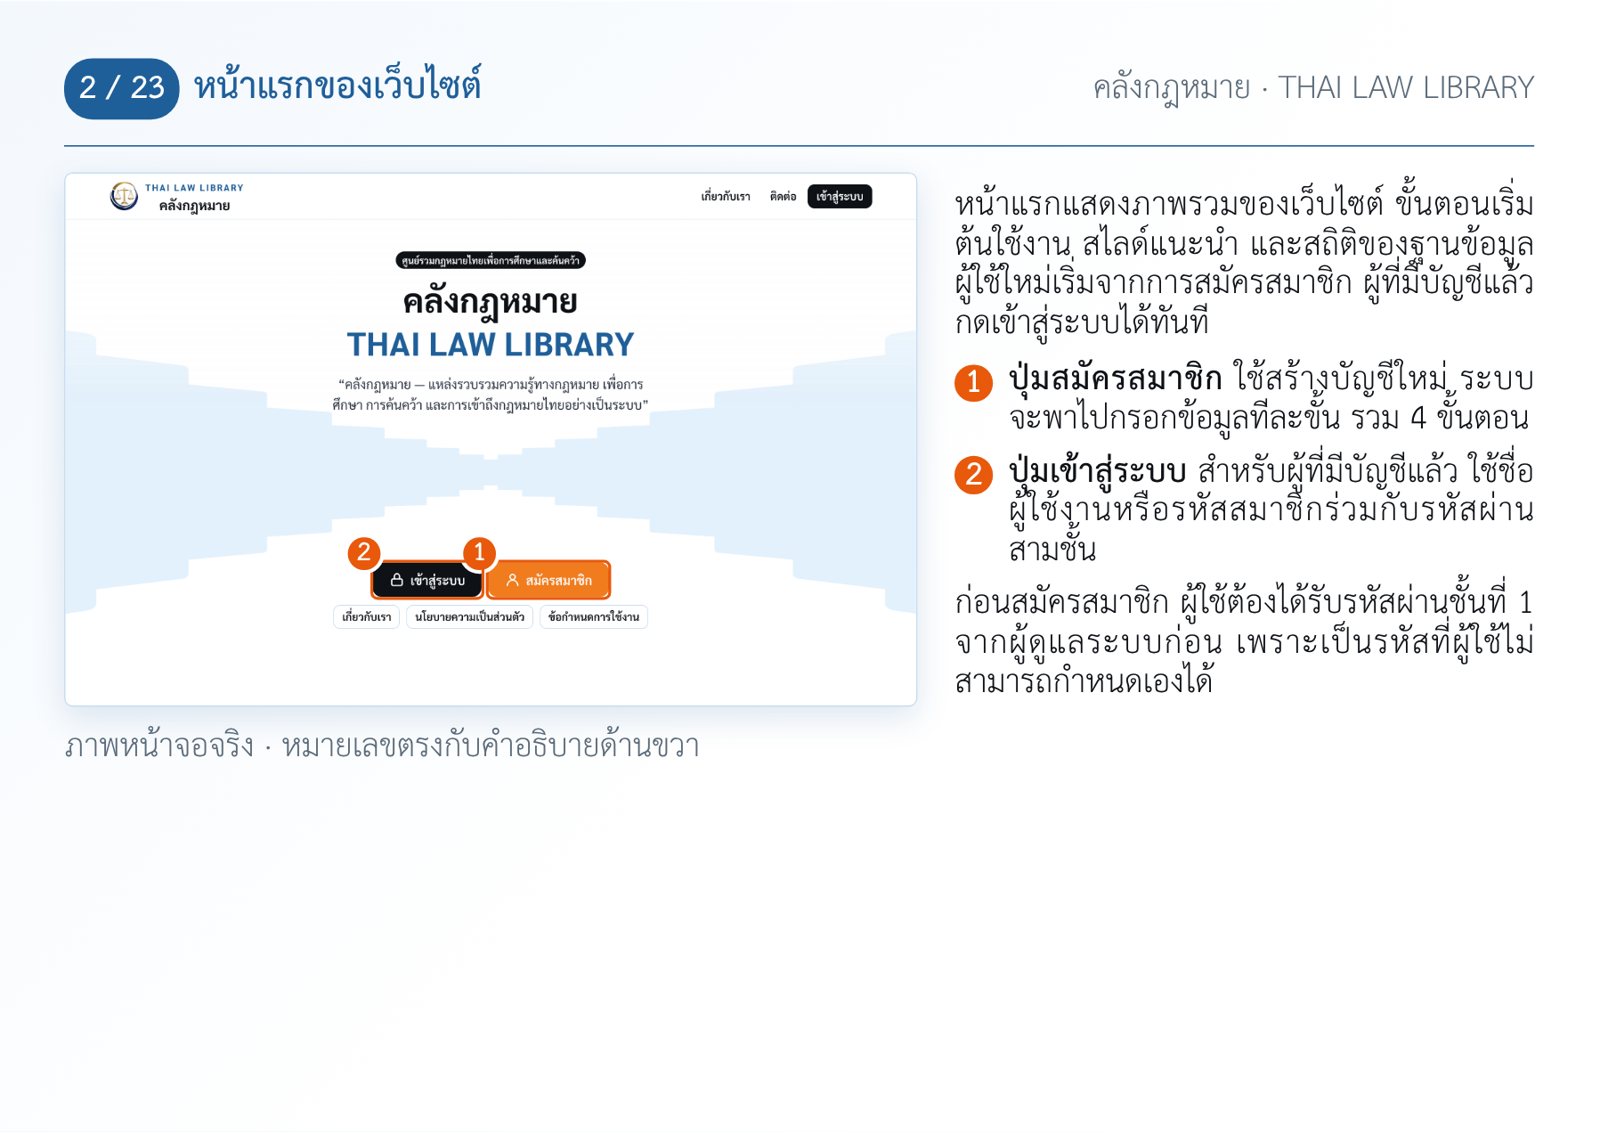 2 / 23 หน้าแรกของเว็บไซต์
คลังกฎหมาย · THAI LAW LIBRARY
THAI LAW LIBRARY
คลังกฎหมาย
เกี่ยวกับเรา ติดต่อ เข้าสู่ระบบ
ศูนย์รวมกฎหมายไทยเพื่อการศึกษาและค้นคว้า
คลังกฎหมาย
THAI LAW LIBRARY
“คลังกฎหมาย — แหล่งรวบรวมความรู้ทางกฎหมาย เพื่อการ
ศึกษา การค้นคว้า และการเข้าถึงกฎหมายไทยอย่างเป็นระบบ”
2 1
เข้าสู่ระบบ สมัครสมาชิก
เกี่ยวกับเรา นโยบายความเป็นส่วนตัว ข้อกำหนดการใช้งาน
ภาพหน้าจอจริง · หมายเลขตรงกับคำอธิบายด้านขวา
หน้าแรกแสดงภาพรวมของเว็บไซต์ ขั้นตอนเริ่ม
ต้นใช้งาน สไลด์แนะนำ และสถิติของฐานข้อมูล
ผู้ใช้ใหม่เริ่มจากการสมัครสมาชิก ผู้ที่มีบัญชีแล้ว
กดเข้าสู่ระบบได้ทันที
1 ปุ่มสมัครสมาชิก ใช้สร้างบัญชีใหม่ ระบบ
จะพาไปกรอกข้อมูลทีละขั้น รวม 4 ขั้นตอน
2 ปุ่มเข้าสู่ระบบ สำหรับผู้ที่มีบัญชีแล้ว ใช้ชื่อ
ผู้ใช้งานหรือรหัสสมาชิกร่วมกับรหัสผ่าน
สามชั้น
ก่อนสมัครสมาชิก ผู้ใช้ต้องได้รับรหัสผ่านชั้นที่ 1
จากผู้ดูแลระบบก่อน เพราะเป็นรหัสที่ผู้ใช้ไม่
สามารถกำหนดเองได้